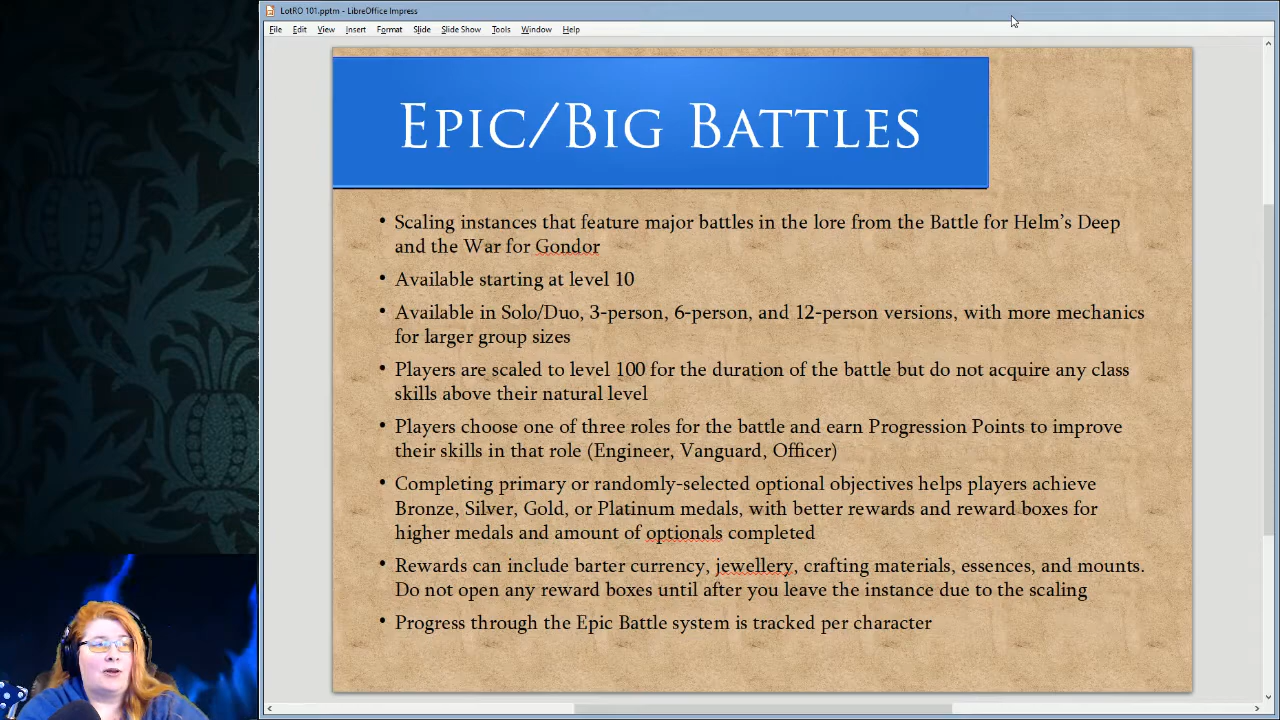 LotRO 101.pptm - LibreOffice Impress
File Edit View Insert Format Slide Slide Show Tools Window Help
Epic/Big Battles
• Scaling instances that feature major battles in the lore from the Battle for Helm's Deep
and the War for Gondor
• Available starting at level 10
• Available in Solo/Duo, 3-person, 6-person, and 12-person versions, with more mechanics
for larger group sizes
• Players are scaled to level 100 for the duration of the battle but do not acquire any class
skills above their natural level
• Players choose one of three roles for the battle and earn Progression Points to improve
their skills in that role (Engineer, Vanguard, Officer)
• Completing primary or randomly-selected optional objectives helps players achieve
Bronze, Silver, Gold, or Platinum medals, with better rewards and reward boxes for
higher medals and amount of optionals completed
• Rewards can include barter currency, jewellery, crafting materials, essences, and mounts.
Do not open any reward boxes until after you leave the instance due to the scaling
• Progress through the Epic Battle system is tracked per character